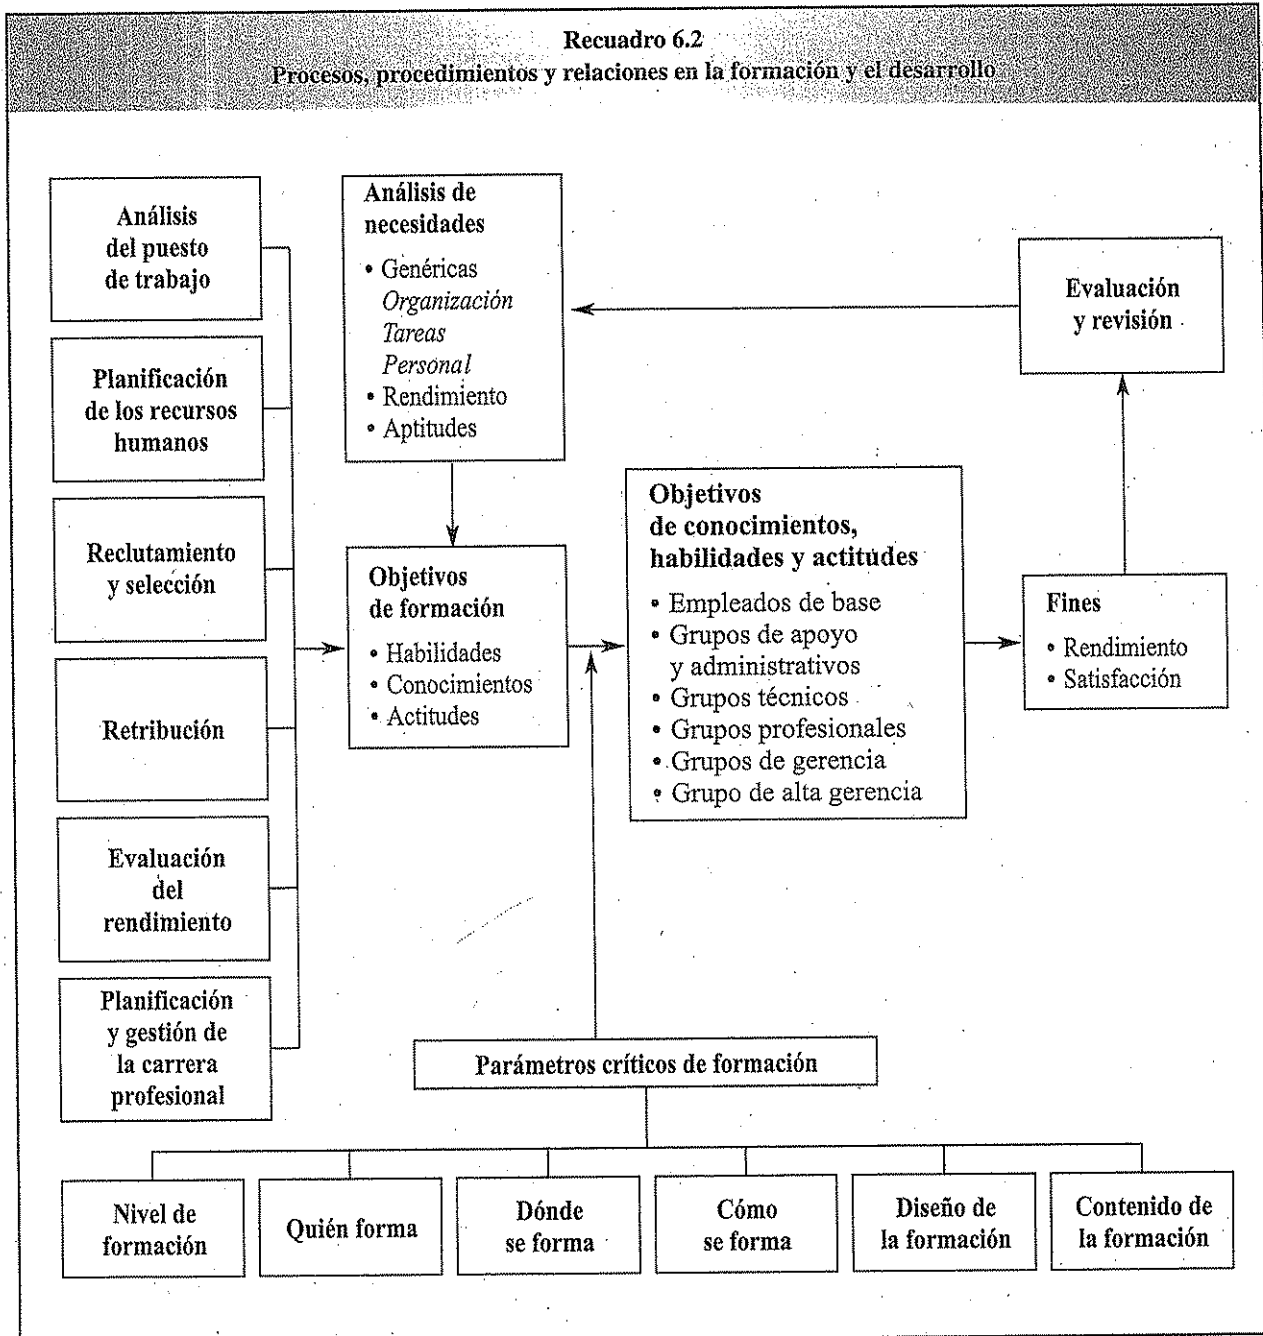 Recuadro 6.2
Procesos, procedimientos y relaciones en la formación y el desarrollo
Análisis
del puesto
de trabajo
Planificación
de los recursos
humanos
Reclutamiento
y selección
Retribución
Evaluación
del
rendimiento
Planificación
y gestión de
la carrera
profesional
Análisis de
necesidades
• Genéricas
Organización
Tareas
Personal
• Rendimiento
• Aptitudes
Objetivos
de formación
• Habilidades
• Conocimientos
• Actitudes
Objetivos
de conocimientos,
habilidades y actitudes
• Empleados de base
• Grupos de apoyo
y administrativos
• Grupos técnicos
• Grupos profesionales
• Grupos de gerencia
• Grupo de alta gerencia
Evaluación
y revisión
Fines
• Rendimiento
• Satisfacción
Parámetros críticos de formación
Nivel de
formación
Quién forma
Dónde
se forma
Cómo
se forma
Diseño de
la formación
Contenido de
la formación